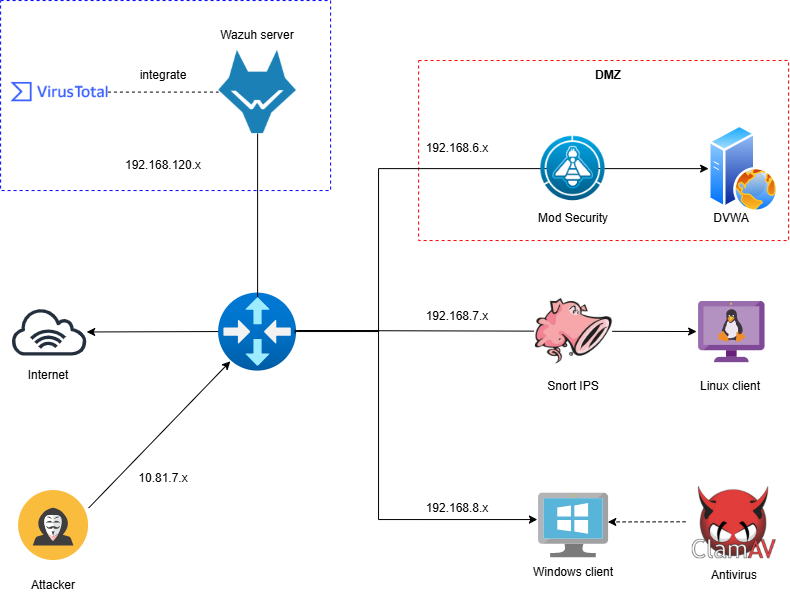 Wazuh server
VirusTotal
integrate
192.168.120.x
DMZ
192.168.6.x
Mod Security
DVWA
192.168.7.x
Internet
Snort IPS
Linux client
10.81.7.x
192.168.8.x
ClamAV
Attacker
Windows client
Antivirus